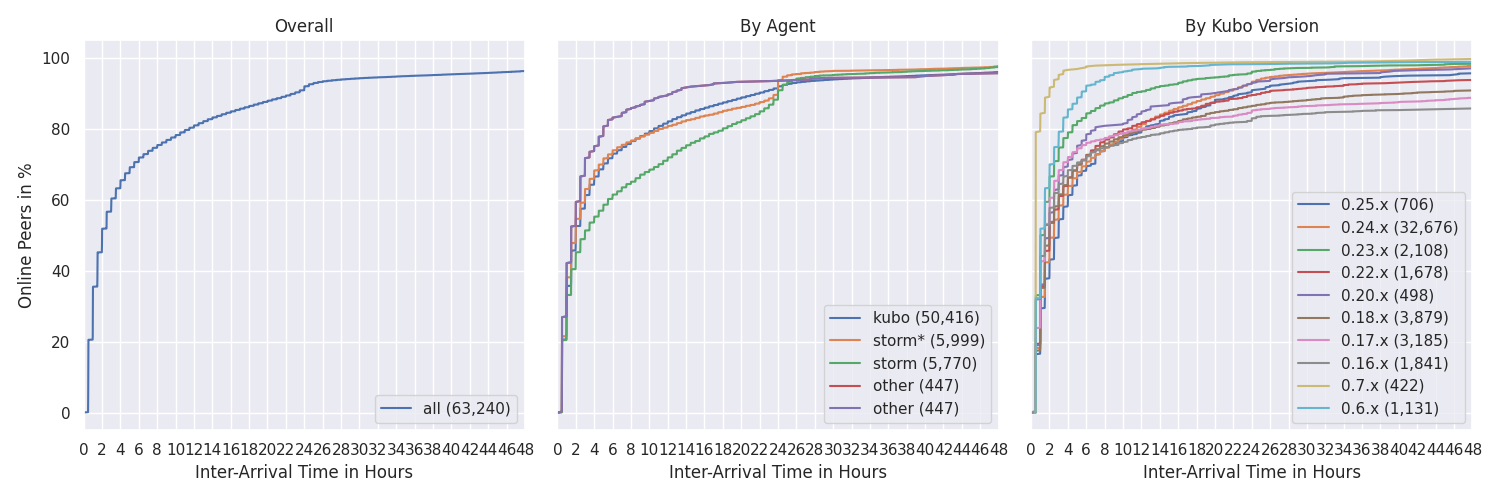 Overall
By Agent
By Kubo Version
Online Peers in %
100
80
60
40
20
0
all (63,240)
0 2 4 6 8 10 12 14 16 18 20 22 24 26 28 30 32 34 36 38 40 42 44 46 48
Inter-Arrival Time in Hours
kubo (50,416)
storm* (5,999)
storm (5,770)
other (447)
other (447)
0 2 4 6 8 10 12 14 16 18 20 22 24 26 28 30 32 34 36 38 40 42 44 46 48
Inter-Arrival Time in Hours
0.25.x (706)
0.24.x (32,676)
0.23.x (2,108)
0.22.x (1,678)
0.20.x (498)
0.18.x (3,879)
0.17.x (3,185)
0.16.x (1,841)
0.7.x (422)
0.6.x (1,131)
0 2 4 6 8 10 12 14 16 18 20 22 24 26 28 30 32 34 36 38 40 42 44 46 48
Inter-Arrival Time in Hours